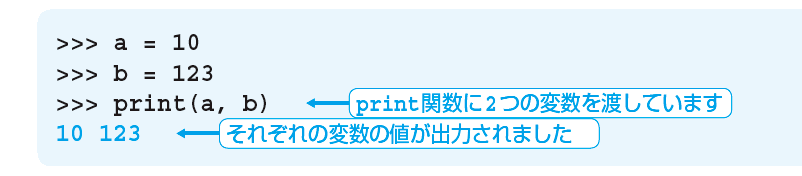 >>> a = 10
>>> b = 123
>>> print(a, b) print関数に2つの変数を渡しています
10 123 それぞれの変数の値が出力されました